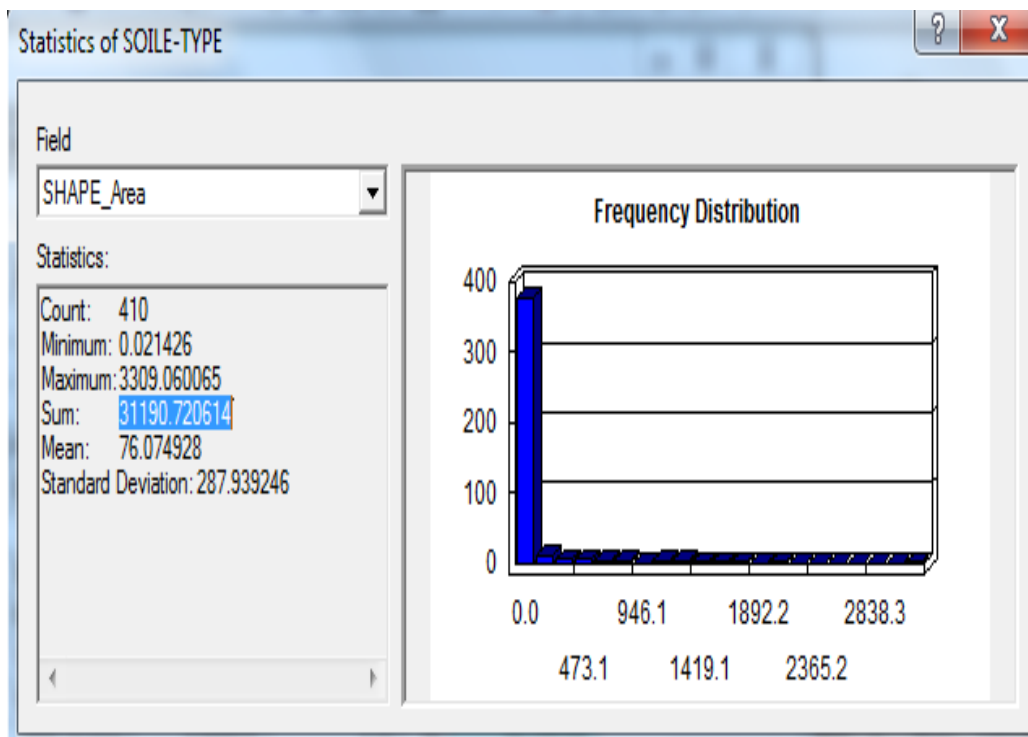 Statistics of SOILE-TYPE
?
X
Field
SHAPE_Area
Statistics:
Count: 410
Minimum: 0.021426
Maximum: 3309.060065
Sum: 31190.720614
Mean: 76.074928
Standard Deviation: 287.939246
Frequency Distribution
400
300
200
100
0
0.0 946.1 1892.2 2838.3
473.1 1419.1 2365.2